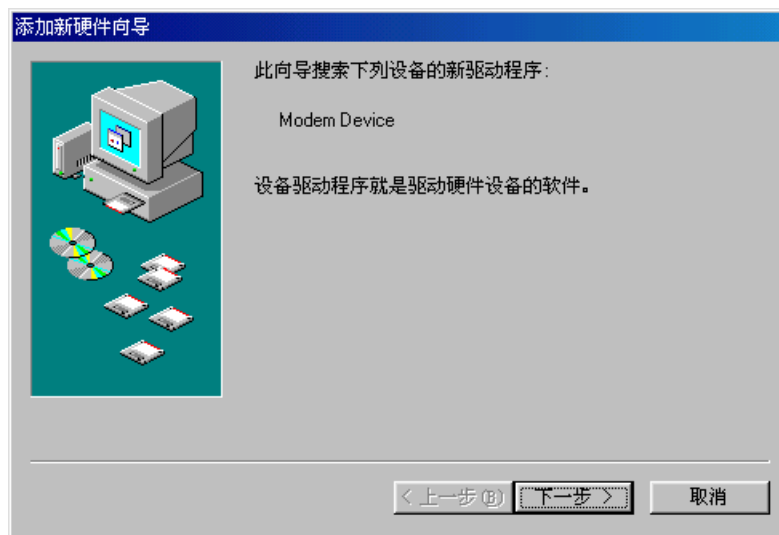 添加新硬件向导
此向导搜索下列设备的新驱动程序:
Modem Device
设备驱动程序就是驱动硬件设备的软件。
< 上一步(B) 下一步 > 取消